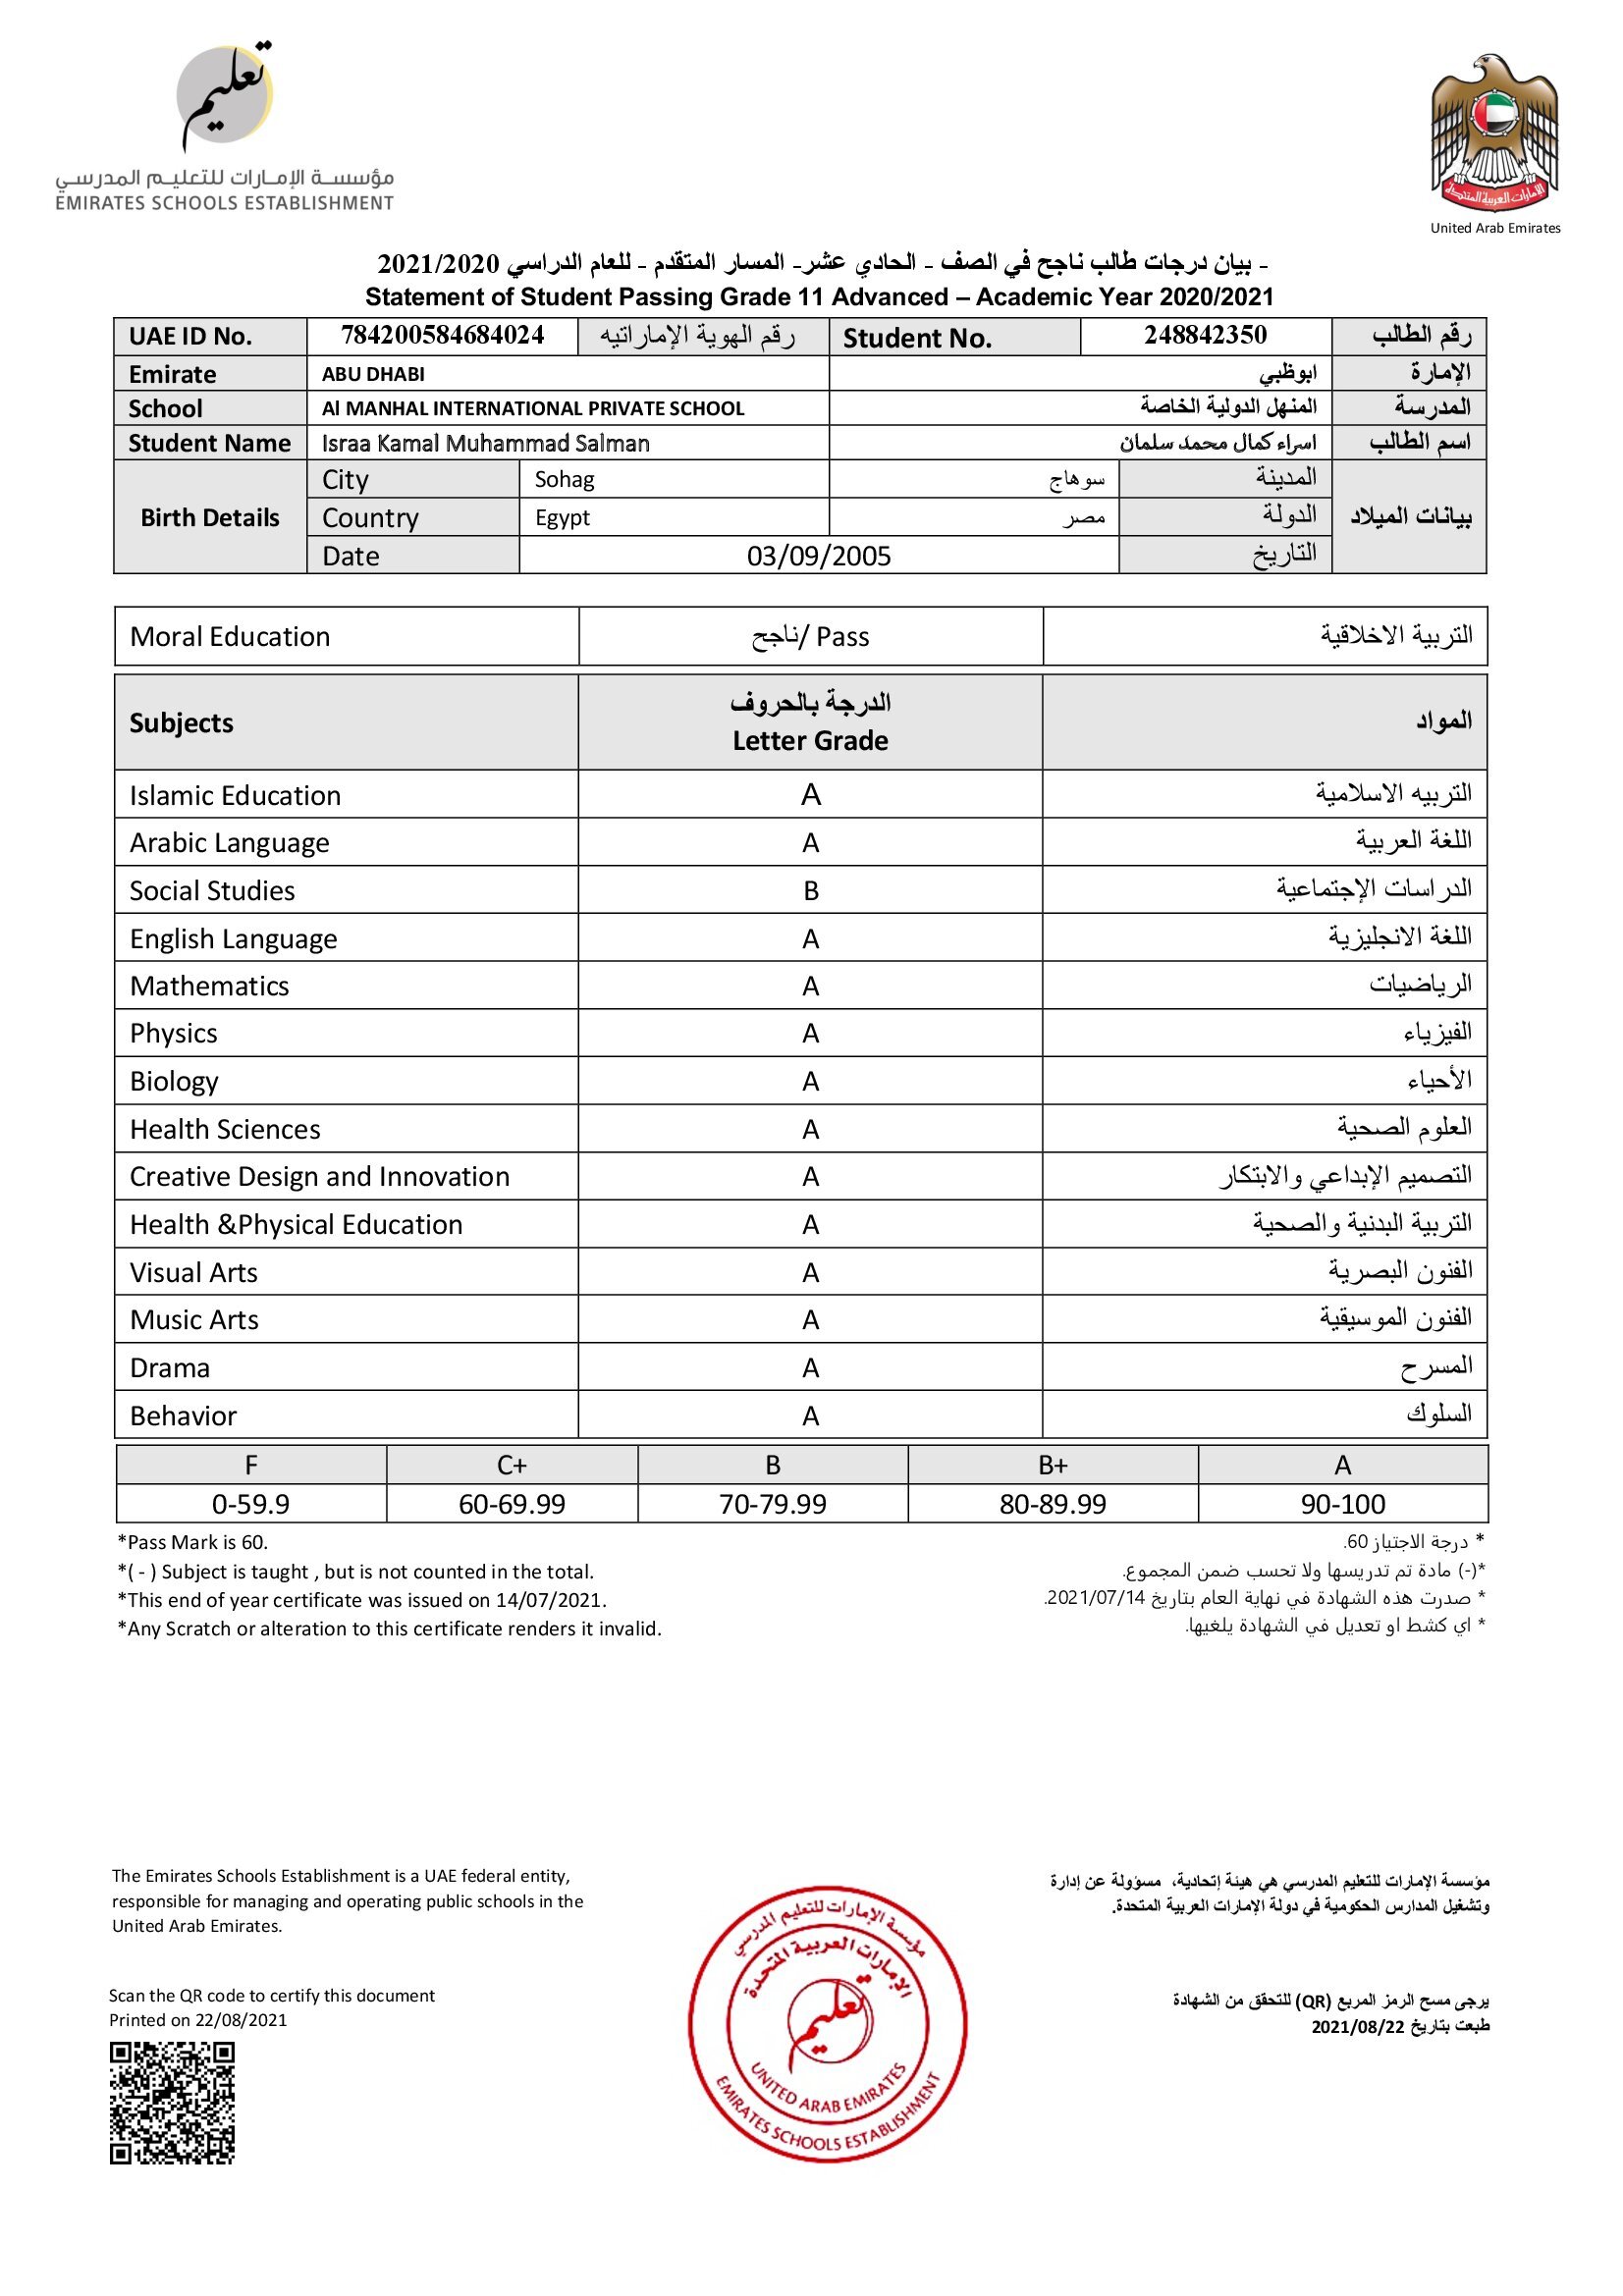 تعليم
مؤسسة الإمارات للتعليم المدرسي
EMIRATES SCHOOLS ESTABLISHMENT
الإمارات العربية المتحدة
United Arab Emirates
- بيان درجات طالب ناجح في الصف - الحادي عشر- المسار المتقدم - للعام الدراسي 2021/2020
Statement of Student Passing Grade 11 Advanced – Academic Year 2020/2021
UAE ID No. 784200584684024 رقم الهوية الإماراتيه Student No. 248842350 رقم الطالب
Emirate ABU DHABI ابوظبي الإمارة
School Al MANHAL INTERNATIONAL PRIVATE SCHOOL المنهل الدولية الخاصة المدرسة
Student Name Israa Kamal Muhammad Salman اسراء كمال محمد سلمان اسم الطالب
Birth Details City Sohag سوهاج المدينة بيانات الميلاد
Country Egypt مصر الدولة
Date 03/09/2005 التاريخ
Moral Education ناجح/ Pass التربية الاخلاقية
Subjects الدرجة بالحروف المواد
Letter Grade
Islamic Education A التربيه الاسلامية
Arabic Language A اللغة العربية
Social Studies B الدراسات الإجتماعية
English Language A اللغة الانجليزية
Mathematics A الرياضيات
Physics A الفيزياء
Biology A الأحياء
Health Sciences A العلوم الصحية
Creative Design and Innovation A التصميم الإبداعي والابتكار
Health &Physical Education A التربية البدنية والصحية
Visual Arts A الفنون البصرية
Music Arts A الفنون الموسيقية
Drama A المسرح
Behavior A السلوك
F C+ B B+ A
0-59.9 60-69.99 70-79.99 80-89.99 90-100
*Pass Mark is 60. * درجة الاجتياز 60.
*( - ) Subject is taught , but is not counted in the total. *(-) مادة تم تدريسها ولا تحسب ضمن المجموع.
*This end of year certificate was issued on 14/07/2021. * صدرت هذه الشهادة في نهاية العام بتاريخ 2021/07/14.
*Any Scratch or alteration to this certificate renders it invalid. * اي كشط او تعديل في الشهادة يلغيها.
The Emirates Schools Establishment is a UAE federal entity,
responsible for managing and operating public schools in the
United Arab Emirates.
مؤسسة الإمارات للتعليم المدرسي هي هيئة إتحادية، مسؤولة عن إدارة
وتشغيل المدارس الحكومية في دولة الإمارات العربية المتحدة.
Scan the QR code to certify this document
Printed on 22/08/2021
يرجى مسح الرمز المربع (QR) للتحقق من الشهادة
طبعت بتاريخ 2021/08/22
مؤسسة الإمارات للتعليم المدرسي
الإمارات العربية المتحدة
تعليم
UNITED ARAB EMIRATES
EMIRATES SCHOOLS ESTABLISHMENT